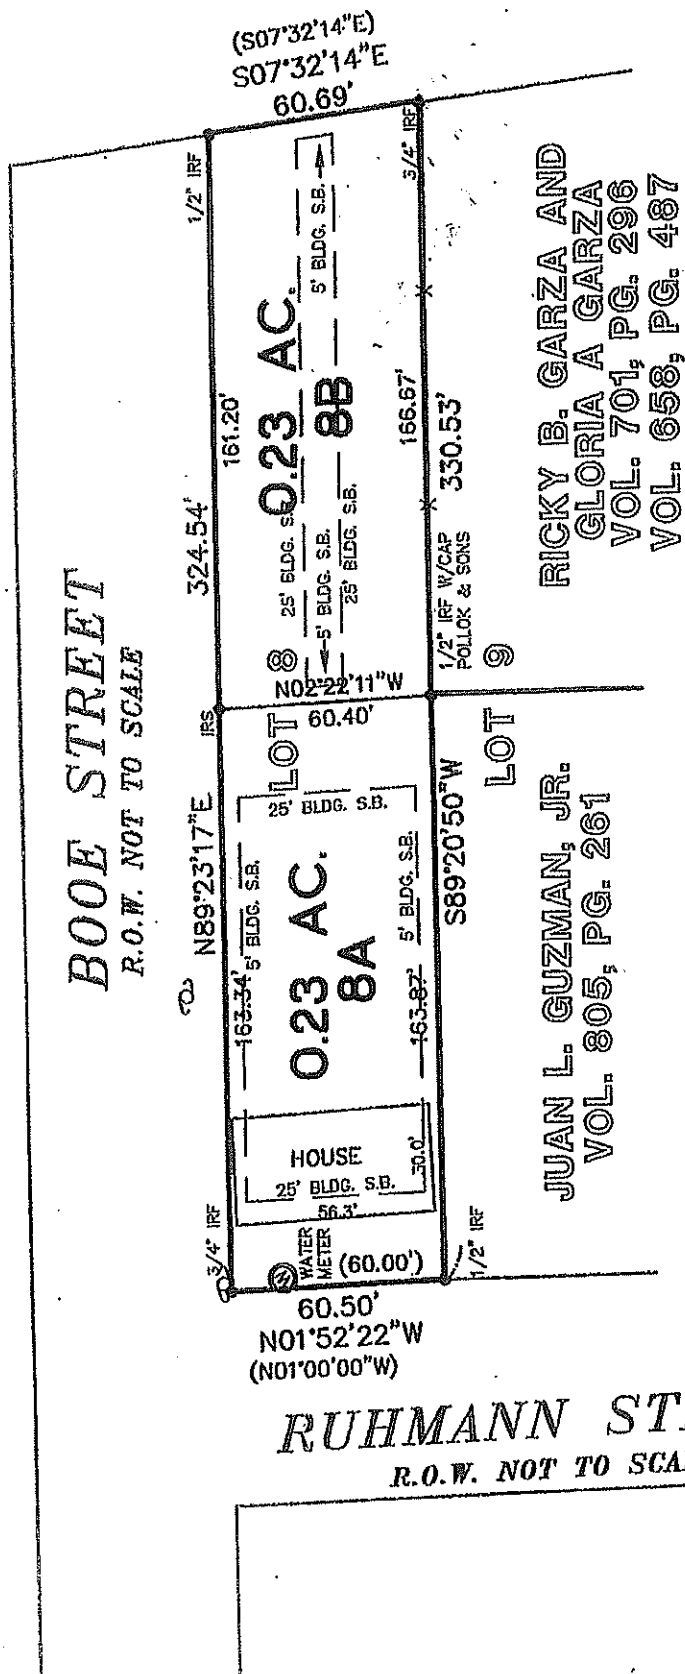 (S07°32'14"E)
S07°32'14"E
60.69'
1/2" IRF
3/4" IRF
5' BLDG. S.B.
0.23 AC.
8B
161.20'
166.67'
324.54'
330.53'
25' BLDG. S.B.
5' BLDG. S.B.
25' BLDG. S.B.
1/2" IRF W/CAP
POLLOK & SONS
RICKY B. GARZA AND
GLORIA A GARZA
VOL. 701, PG. 296
VOL. 658, PG. 487
BOOE STREET
R.O.W. NOT TO SCALE
LOT 8
LOT 9
N02°22'11"W
60.40'
IRS
25' BLDG. S.B.
N89°23'17"E
S89°20'50"W
5' BLDG. S.B.
5' BLDG. S.B.
0.23 AC.
8A
163.34'
163.87'
JUAN L. GUZMAN, JR.
VOL. 805, PG. 261
HOUSE
30.0'
25' BLDG. S.B.
56.3'
3/4" IRF
W
WATER
METER
(60.00')
1/2" IRF
60.50'
N01°52'22"W
(N01°00'00"W)
RUHMANN ST
R.O.W. NOT TO SCA